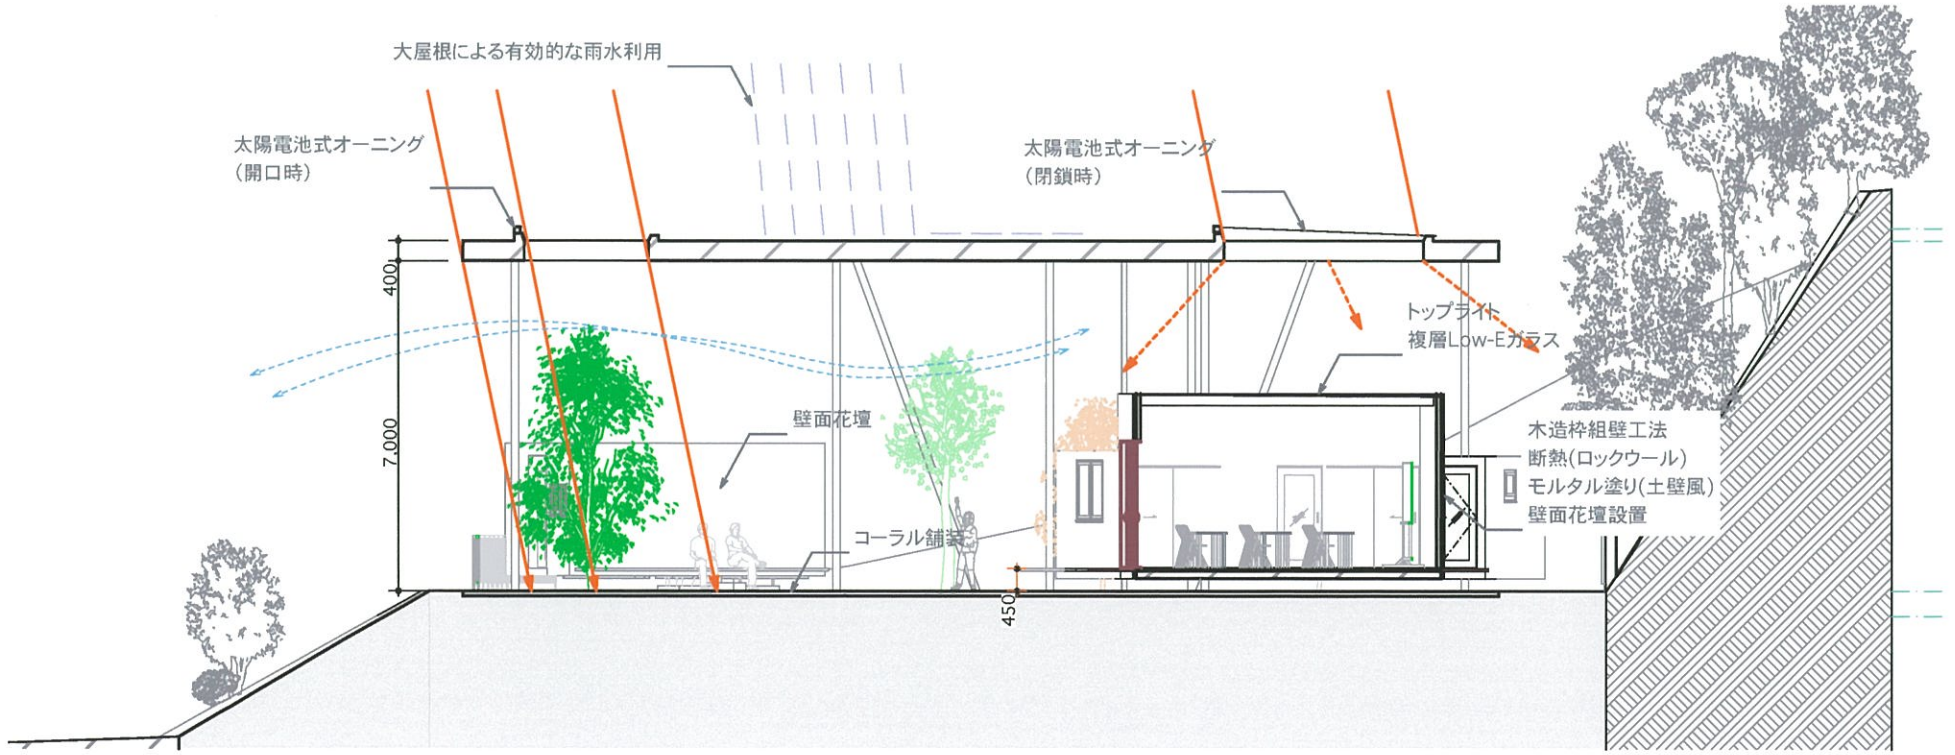 大屋根による有効的な雨水利用
太陽電池式オーニング
（開口時）
太陽電池式オーニング
（閉鎖時）
400
トップライト
複層Low-Eガラス
7,000
壁面花壇
木造枠組壁工法
断熱(ロックウール)
モルタル塗り(土壁風)
壁面花壇設置
コーラル舗装
450